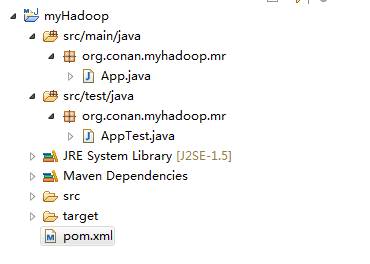 myHadoop
src/main/java
org.conan.myhadoop.mr
App.java
src/test/java
org.conan.myhadoop.mr
AppTest.java
JRE System Library [J2SE-1.5]
Maven Dependencies
src
target
pom.xml